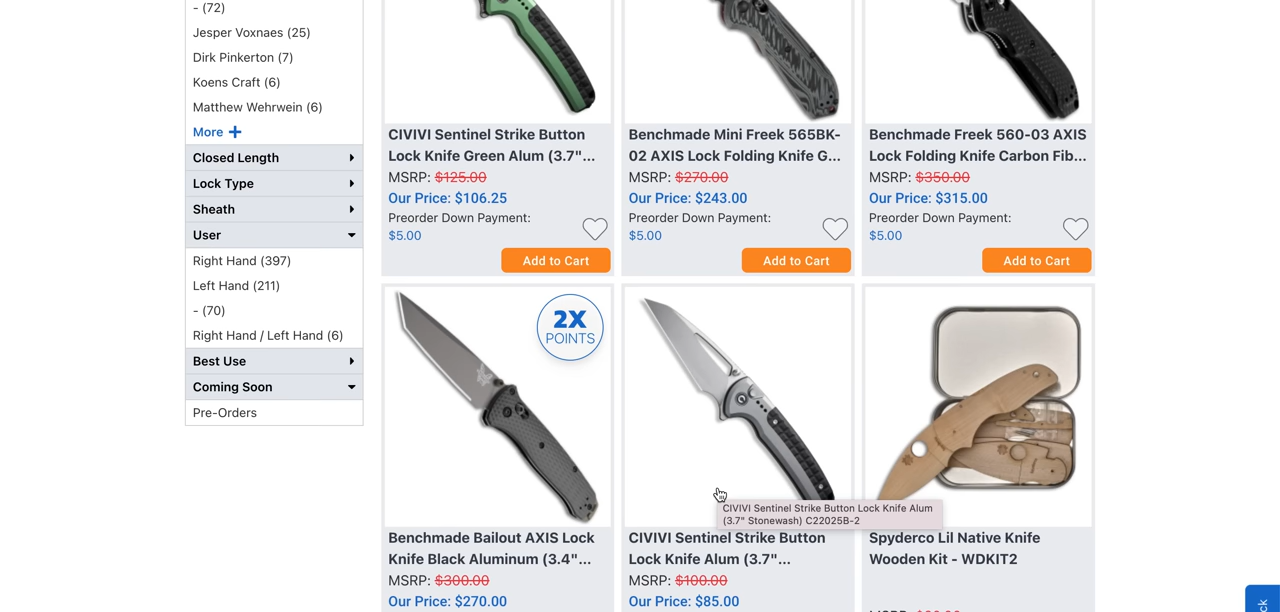 - (72)
Jesper Voxnaes (25)
Dirk Pinkerton (7)
Koens Craft (6)
Matthew Wehrwein (6)
More +
Closed Length
Lock Type
Sheath
User
Right Hand (397)
Left Hand (211)
- (70)
Right Hand / Left Hand (6)
Best Use
Coming Soon
Pre-Orders
CIVIVI Sentinel Strike Button
Lock Knife Green Alum (3.7"...
MSRP: $125.00
Our Price: $106.25
Preorder Down Payment:
$5.00
Add to Cart
Benchmade Mini Freek 565BK-
02 AXIS Lock Folding Knife G...
MSRP: $270.00
Our Price: $243.00
Preorder Down Payment:
$5.00
Add to Cart
Benchmade Freek 560-03 AXIS
Lock Folding Knife Carbon Fib...
MSRP: $350.00
Our Price: $315.00
Preorder Down Payment:
$5.00
Add to Cart
2X
POINTS
Benchmade Bailout AXIS Lock
Knife Black Aluminum (3.4"...
MSRP: $300.00
Our Price: $270.00
CIVIVI Sentinel Strike Button Lock Knife Alum
(3.7" Stonewash) C22025B-2
CIVIVI Sentinel Strike Button
Lock Knife Alum (3.7"...
MSRP: $100.00
Our Price: $85.00
Spyderco Lil Native Knife
Wooden Kit - WDKIT2